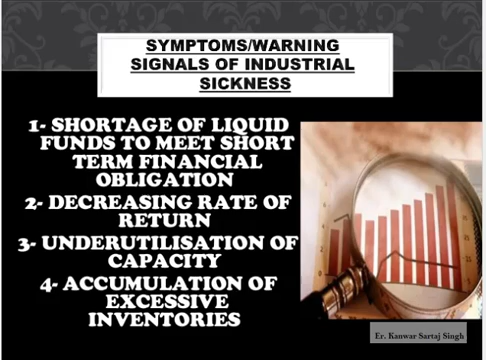 SYMPTOMS/WARNING
SIGNALS OF INDUSTRIAL
SICKNESS
1- SHORTAGE OF LIQUID
FUNDS TO MEET SHORT
TERM FINANCIAL
OBLIGATION
2- DECREASING RATE OF
RETURN
3- UNDERUTILISATION OF
CAPACITY
4- ACCUMULATION OF
EXCESSIVE
INVENTORIES
Er. Kanwar Sartaj Singh